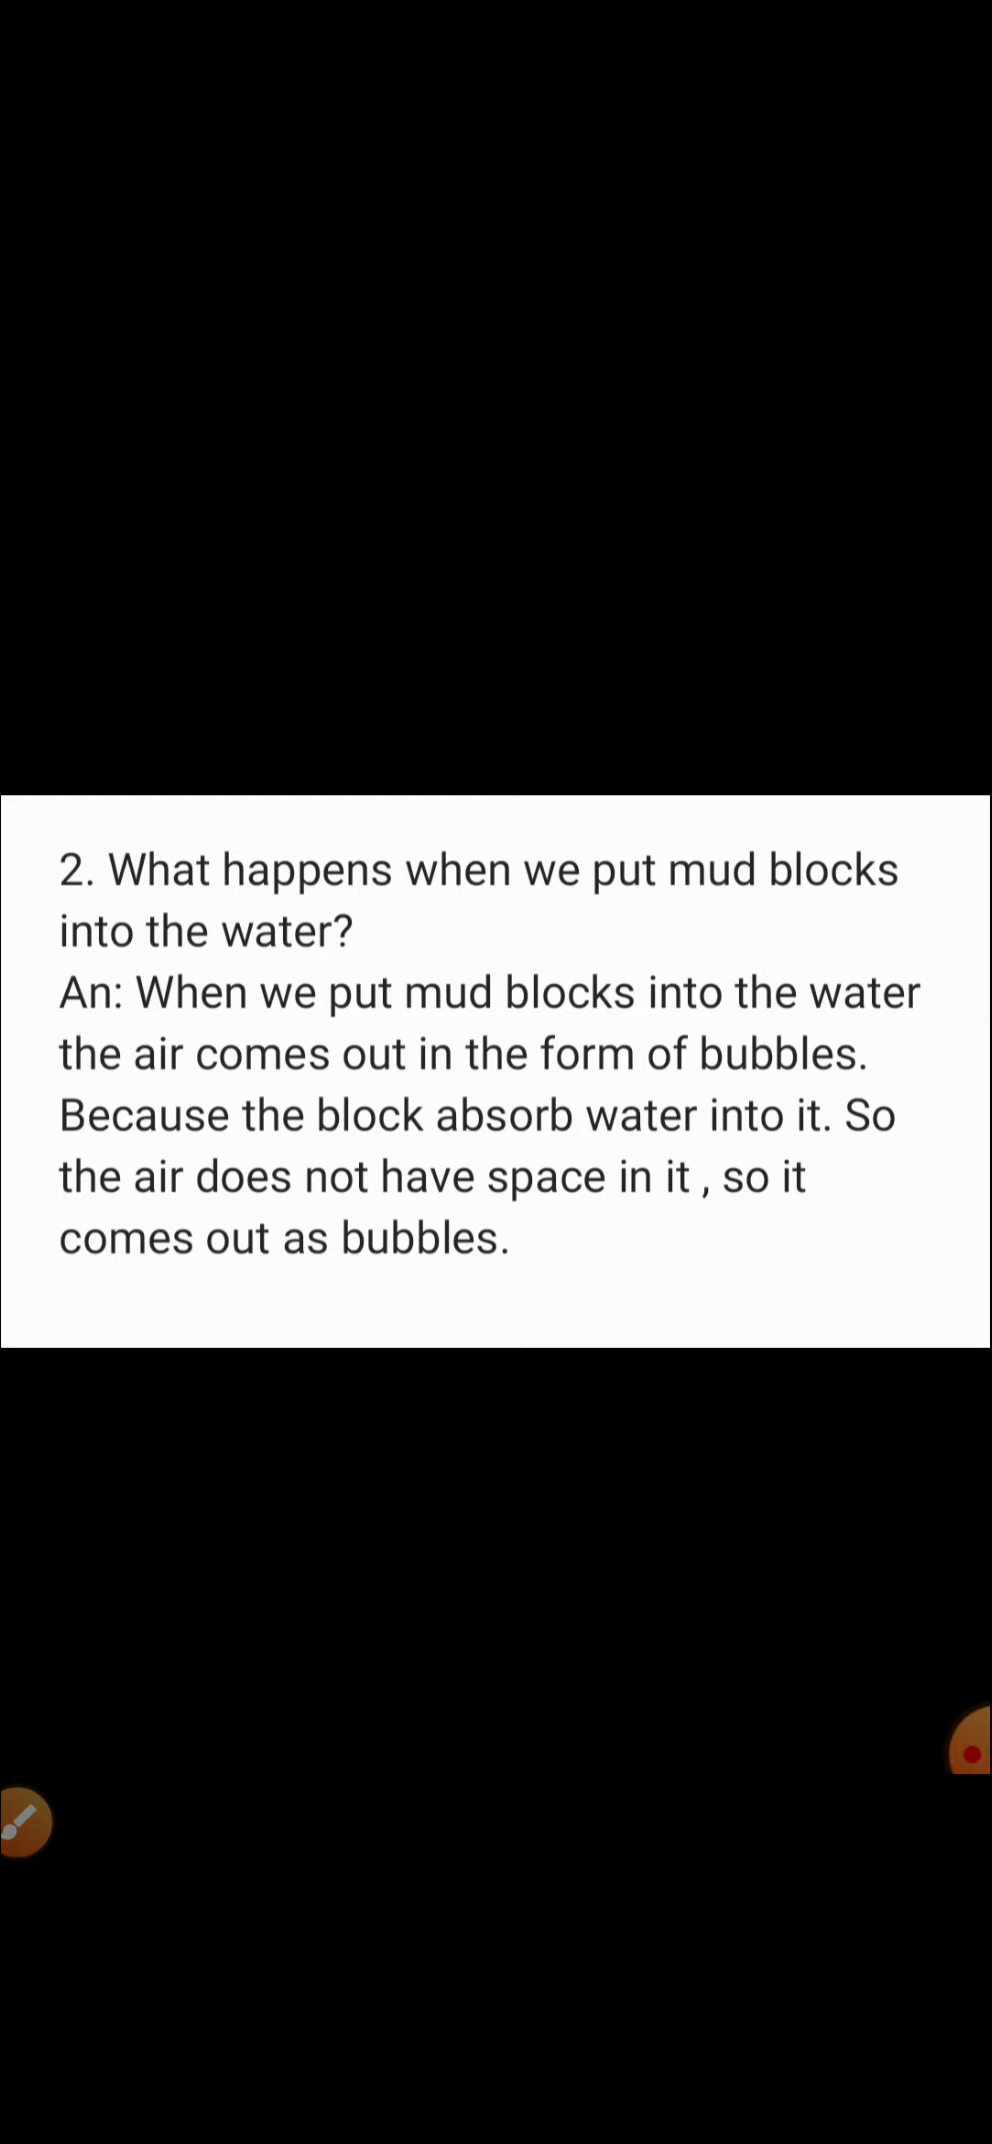 2. What happens when we put mud blocks
into the water?
An: When we put mud blocks into the water
the air comes out in the form of bubbles.
Because the block absorb water into it. So
the air does not have space in it , so it
comes out as bubbles.